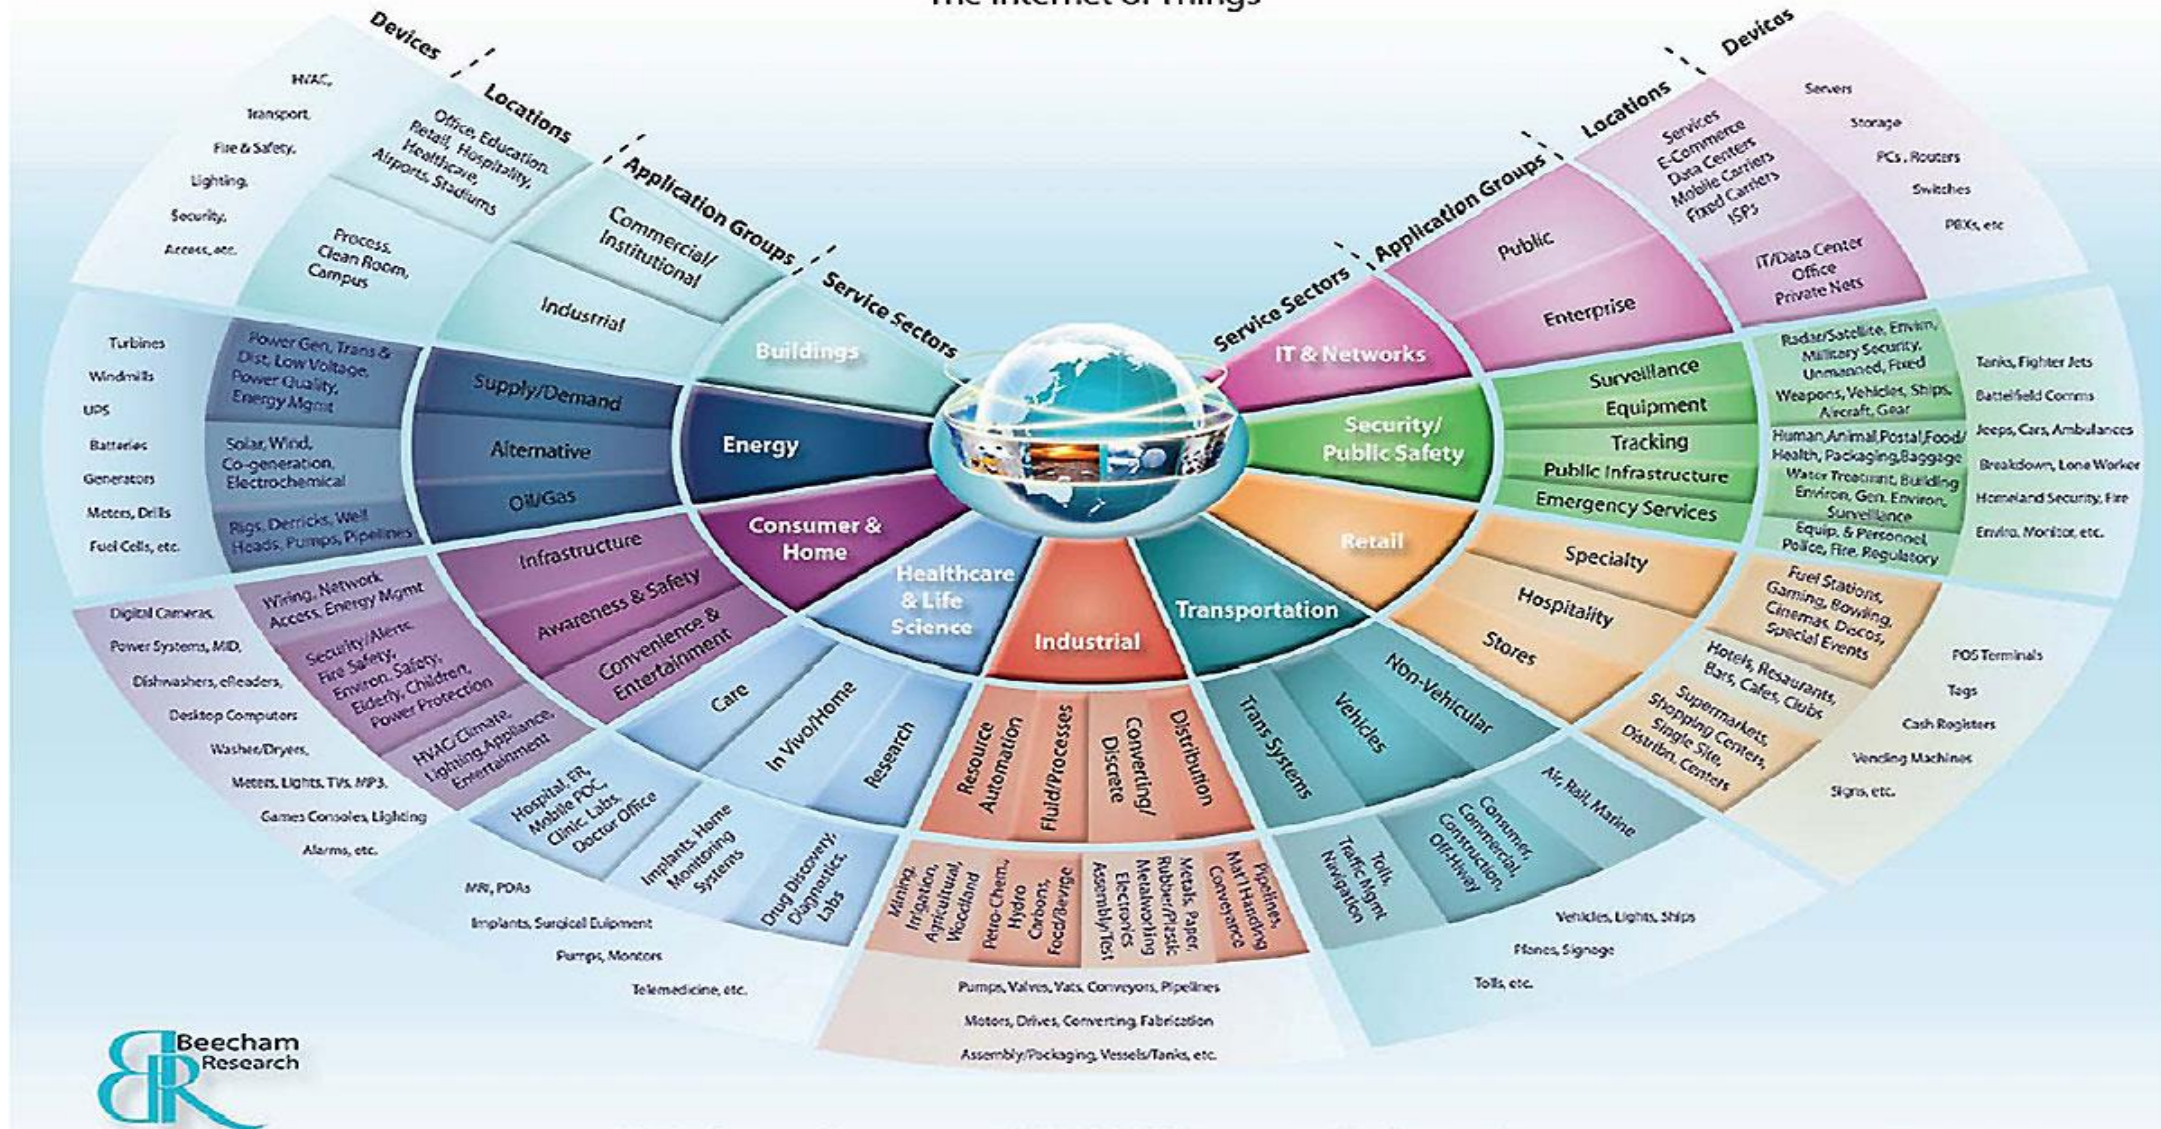 The Internet of Things
Devices
Locations
Application Groups
Service Sectors
Service Sectors
Application Groups
Locations
Devices
HVAC,
Transport,
Fire & Safety,
Lighting,
Security,
Access, etc.
Office, Education,
Retail, Hospitality,
Healthcare,
Airports, Stadiums
Process,
Clean Room,
Campus
Commercial/
Institutional
Industrial
Buildings
Turbines
Windmills
UPS
Batteries
Generators
Meters, Drills
Fuel Cells, etc.
Power Gen, Trans &
Dist, Low Voltage,
Power Quality,
Energy Mgmt
Solar, Wind,
Co-generation,
Electrochemical
Rigs, Derricks, Well
Heads, Pumps, Pipelines
Supply/Demand
Alternative
Oil/Gas
Energy
Digital Cameras,
Power Systems, MID,
Dishwashers, eReaders,
Desktop Computers
Washer/Dryers,
Meters, Lights, TVs, MP3,
Games Consoles, Lighting
Alarms, etc.
Wiring, Network
Access, Energy Mgmt
Security/Alerts,
Fire Safety,
Environ. Safety,
Elderly, Children,
Power Protection
HVAC/Climate,
Lighting,Appliance,
Entertainment
Infrastructure
Awareness & Safety
Convenience &
Entertainment
Consumer &
Home
MRI, PDAs
Implants, Surgical Euipment
Pumps, Montors
Telemedicine, etc.
Hospital, ER,
Mobile POC,
Clinic, Labs,
Doctor Office
Implants, Home
Monitoring
Systems
Drug Discovery,
Diagnostics,
Labs
Care
In Vivo/Home
Research
Healthcare
& Life
Science
Industrial
Resource
Automation
Fluid/Processes
Converting/
Discrete
Distribution
Mining,
Irrigation,
Agricultural,
Woodland
Petro-Chem.,
Hydro
Carbons,
Food/Bevrge
Metals, Paper,
Rubber/Plastic
Metalworking
Electronics
Assembly/Test
Pipelines,
Mat'l Handling
Conveyance
Pumps, Valves, Vats, Conveyors, Pipelines
Motors, Drives, Converting, Fabrication
Assembly/Packaging, Vessels/Tanks, etc.
Transportation
Trans Systems
Vehicles
Non-Vehicular
Tolls,
Traffic Mgmt
Navigation
Consumer,
Commercial,
Construction,
Off-Hiway
Air, Rail, Marine
Vehicles, Lights, Ships
Planes, Signage
Tolls, etc.
Retail
Specialty
Hospitality
Stores
Fuel Stations,
Gaming, Bowling,
Cinemas, Discos,
Special Events
Hotels, Resaurants,
Bars, Cafes, Clubs
Supermarkets,
Shopping Centers,
Single Site,
Distribn, Centers
POS Terminals
Tags
Cash Registers
Vending Machines
Signs, etc.
Security/
Public Safety
Surveillance
Equipment
Tracking
Public Infrastructure
Emergency Services
Radar/Satellite, Envirn,
Military Security,
Unmanned, Fixed
Weapons, Vehicles, Ships,
Aircraft, Gear
Human,Animal,Postal,Food/
Health, Packaging,Baggage
Water Treatmnt, Building
Environ, Gen. Environ,
Surveillance
Equip. & Personnel,
Police, Fire, Regulatory
Tanks, Fighter Jets
Battelfield Comms
Jeeps, Cars, Ambulances
Breakdown, Lone Worker
Homeland Security, Fire
Enviro. Monitor, etc.
IT & Networks
Public
Enterprise
Services
E-Commerce
Data Centers
Mobile Carriers
Fixed Carriers
ISPs
IT/Data Center
Office
Private Nets
Servers
Storage
PCs, Routers
Switches
PBXs, etc
BR
Beecham
Research